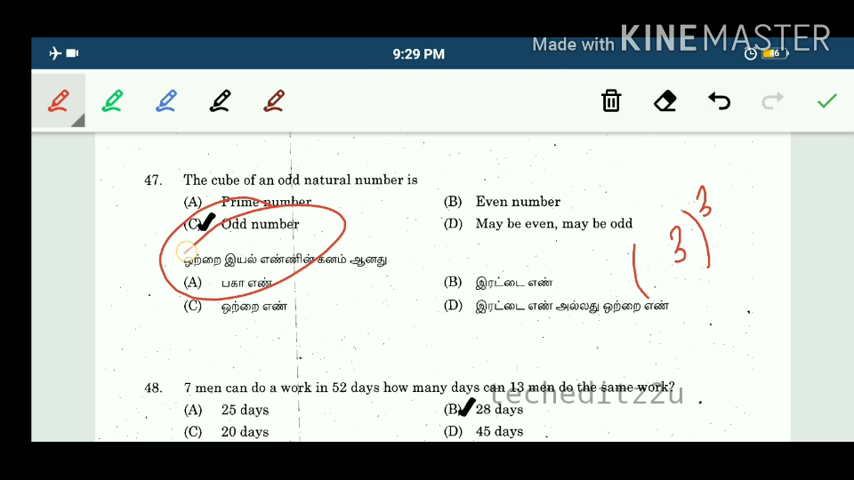 Made with KINEMASTER
9:29 PM
46
47. The cube of an odd natural number is
(A) Prime number (B) Even number
(C) Odd number (D) May be even, may be odd
ஒற்றை இயல் எண்ணின் கனம் ஆனது
(A) பகா எண் (B) இரட்டை எண்
(C) ஒற்றை எண் (D) இரட்டை எண் அல்லது ஒற்றை எண்
(3)3
48. 7 men can do a work in 52 days how many days can 13 men do the same work?
techeditzzu
(A) 25 days (B) 28 days
(C) 20 days (D) 45 days